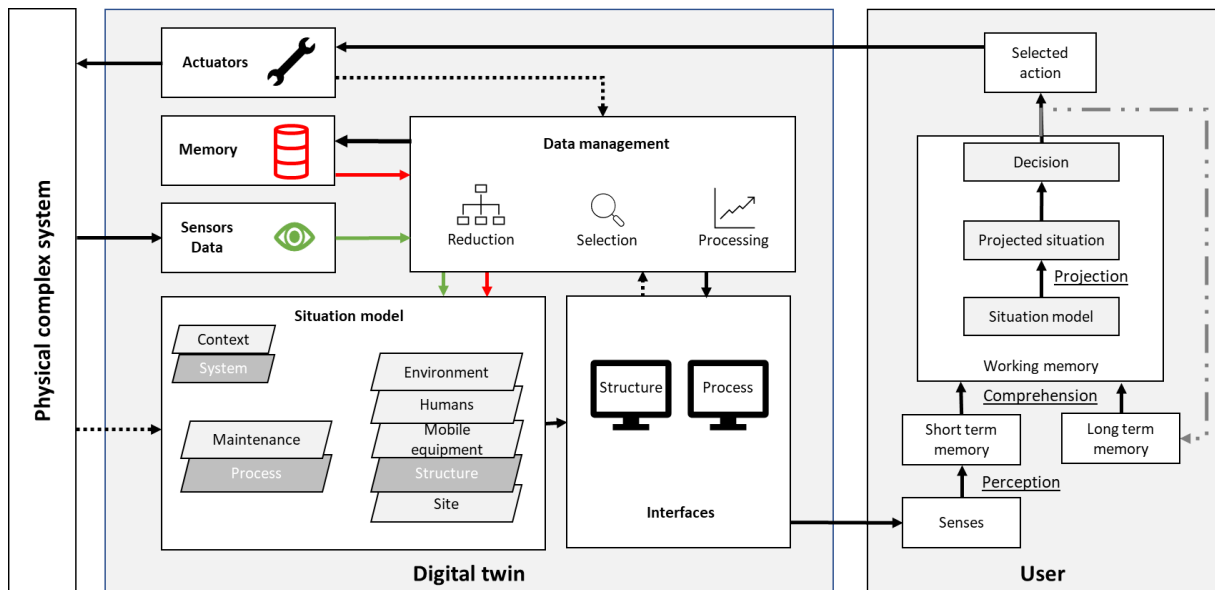 Physical complex system
Actuators
Memory
Sensors
Data
Data management
Reduction
Selection
Processing
Situation model
Context
System
Maintenance
Process
Environment
Humans
Mobile
equipment
Structure
Site
Structure
Process
Interfaces
Digital twin
Selected
action
Decision
Projected situation
Projection
Situation model
Working memory
Comprehension
Short term
memory
Long term
memory
Perception
Senses
User